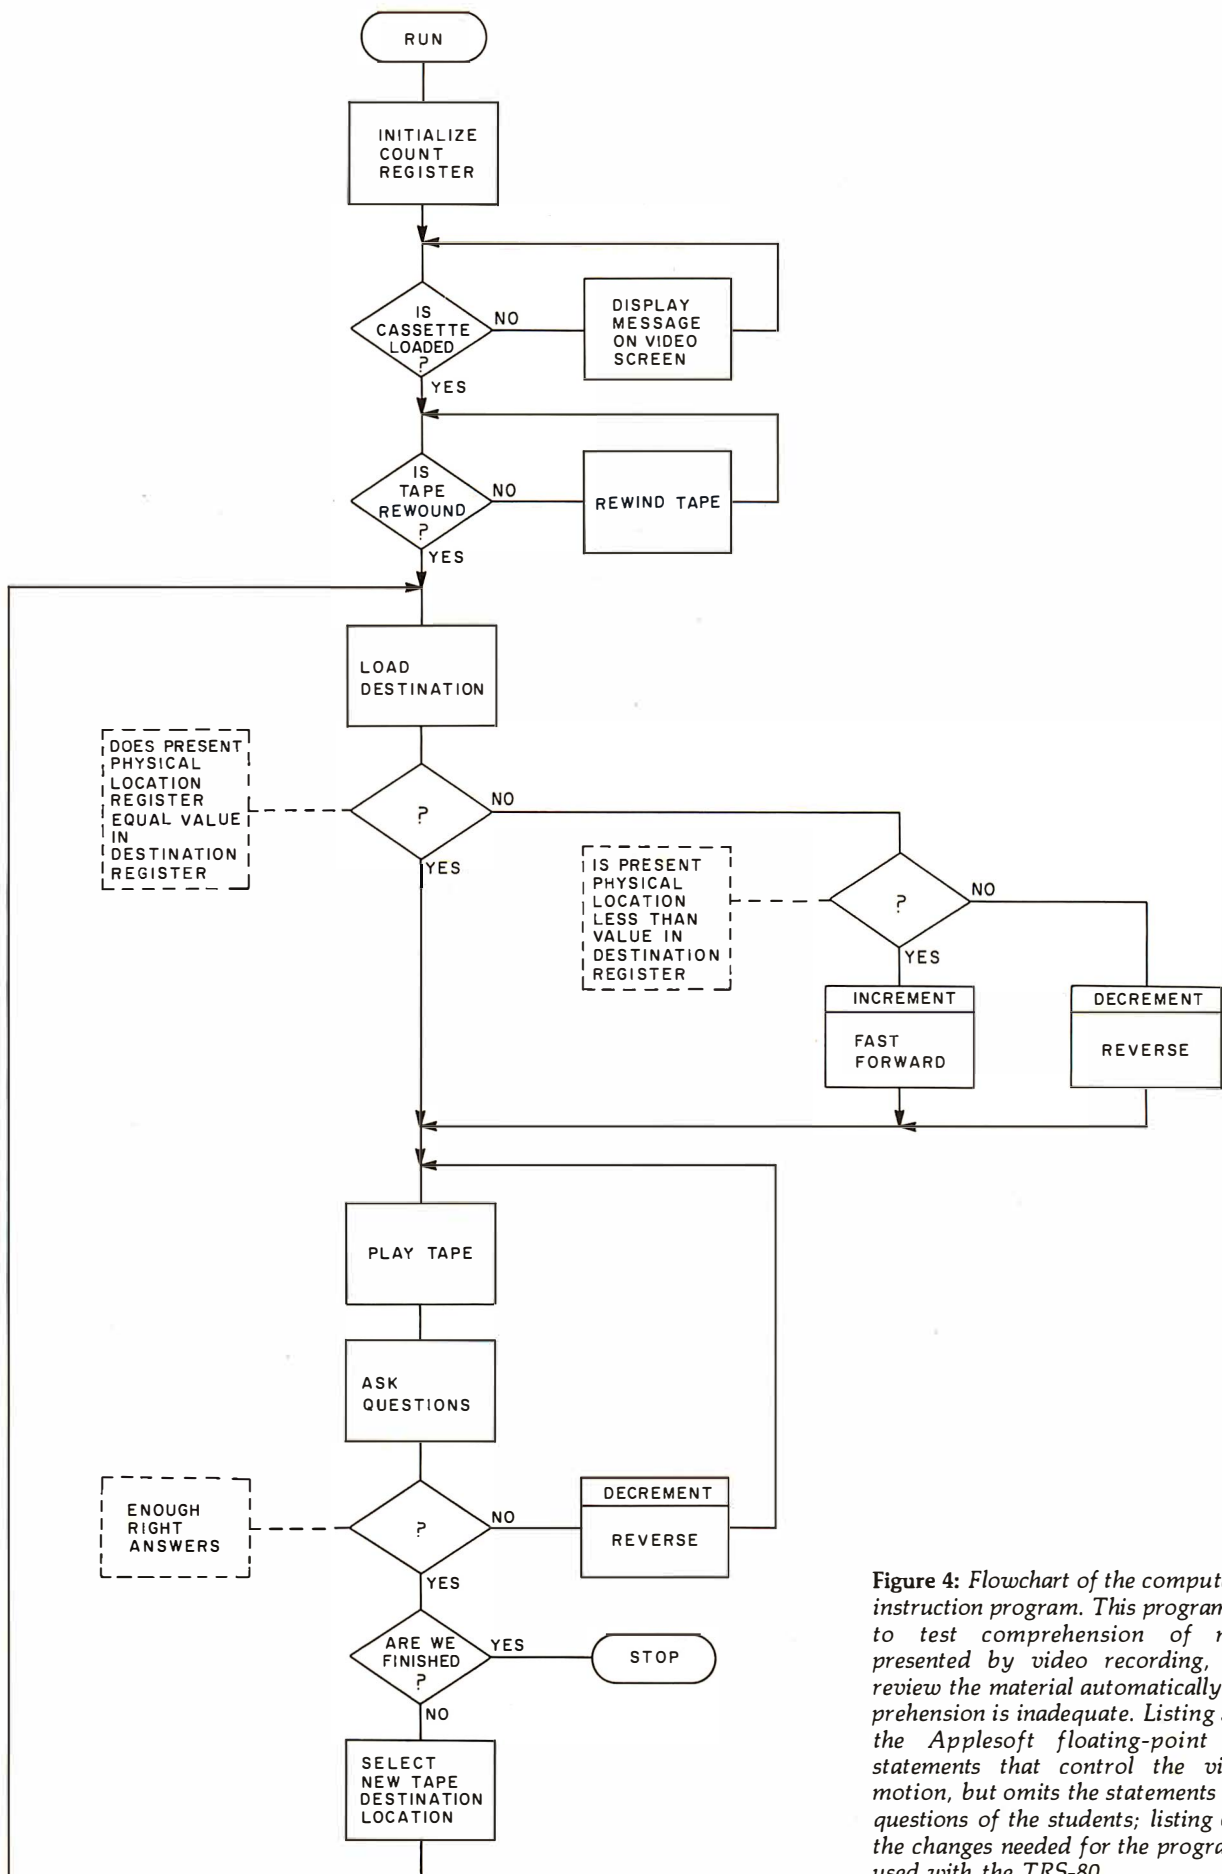 RUN
INITIALIZE
COUNT
REGISTER
IS
CASSETTE
LOADED
?
NO
DISPLAY
MESSAGE
ON VIDEO
SCREEN
YES
IS
TAPE
REWOUND
?
NO
REWIND TAPE
YES
LOAD
DESTINATION
DOES PRESENT
PHYSICAL
LOCATION
REGISTER
EQUAL VALUE
IN
DESTINATION
REGISTER
?
NO
YES
IS PRESENT
PHYSICAL
LOCATION
LESS THAN
VALUE IN
DESTINATION
REGISTER
?
NO
YES
INCREMENT
FAST
FORWARD
DECREMENT
REVERSE
PLAY TAPE
ASK
QUESTIONS
ENOUGH
RIGHT
ANSWERS
?
NO
DECREMENT
REVERSE
YES
ARE WE
FINISHED
?
YES
STOP
NO
SELECT
NEW TAPE
DESTINATION
LOCATION
Figure 4: Flowchart of the
instruction program. This
to test comprehension of
presented by video recording,
review the material automatically
prehension is inadequate. Listing
the Applesoft floating-point
statements that control the
motion, but omits the statements
questions of the students; listing
the changes needed for the
used with the TRS-80